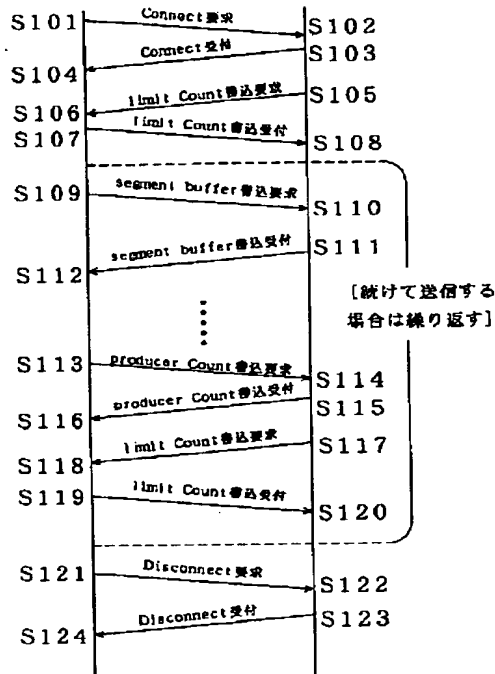 S101 Connect要求 S102
Connect受付 S103
S104
limit Count書込要求 S105
S106
S107 limit Count書込受付 S108
S109 segment buffer書込要求 S110
segment buffer書込受付 S111
S112
[続けて送信する
場合は繰り返す]
S113 producer Count書込要求 S114
producer Count書込受付 S115
S116
limit Count書込要求 S117
S118
S119 limit Count書込受付 S120
S121 Disconnect要求 S122
Disconnect受付 S123
S124